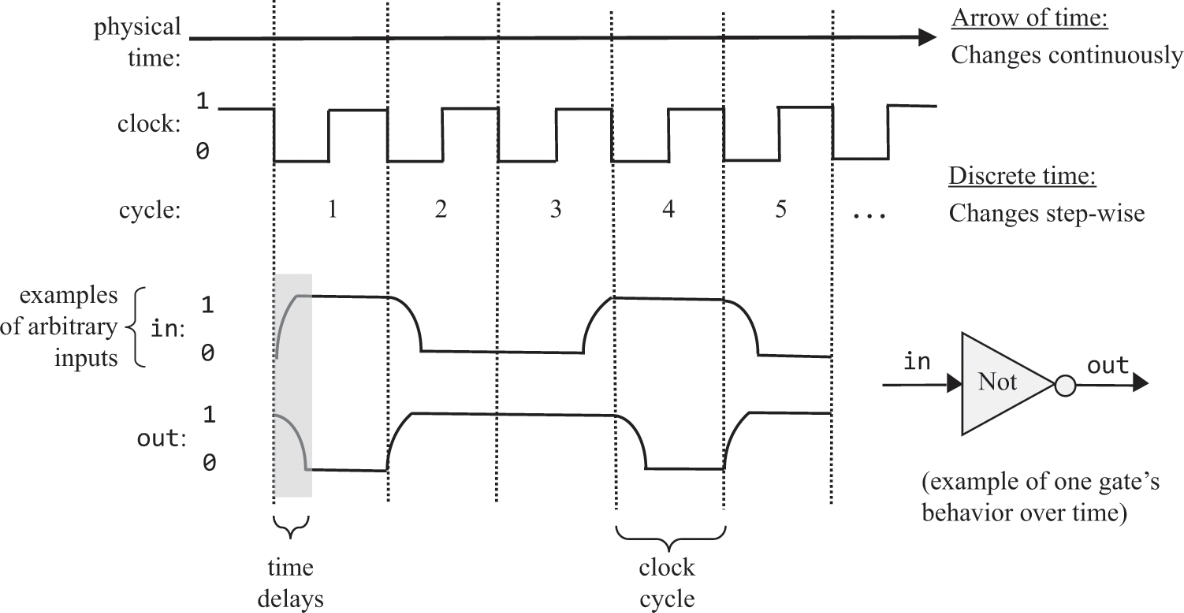 physical
time:
Arrow of time:
Changes continuously
clock:
1
0
cycle:
1 2 3 4 5 ...
Discrete time:
Changes step-wise
examples
of arbitrary
inputs
in:
1
0
out:
1
0
in
Not
out
(example of one gate's
behavior over time)
time
delays
clock
cycle